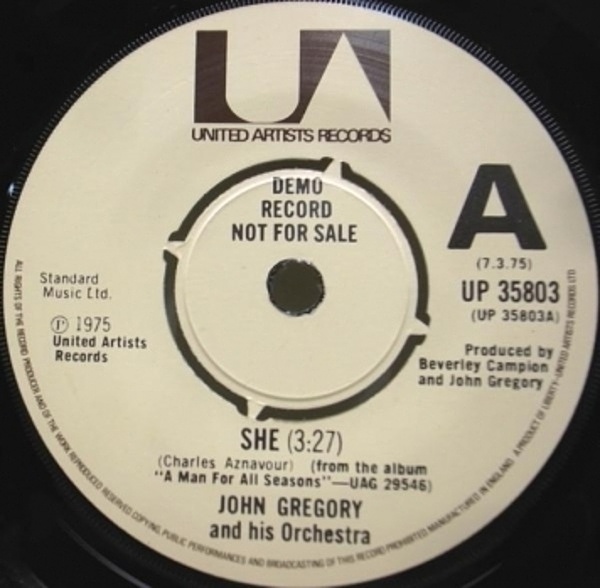 UA
UNITED ARTISTS RECORDS
DEMO
RECORD
NOT FOR SALE
A
(7.3.75)
UP 35803
(UP 35803A)
Standard
Music Ltd.
Ⓟ 1975
United Artists
Records
Produced by
Beverley Campion
and John Gregory
SHE (3:27)
(Charles Aznavour) (from the album
"A Man For All Seasons"—UAG 29546)
JOHN GREGORY
and his Orchestra
ALL RIGHTS OF THE RECORD PRODUCER AND OF THE WORK REPRODUCED RESERVED. COPYING, PUBLIC PERFORMANCES AND BROADCASTING OF THIS RECORD PROHIBITED. MANUFACTURED IN ENGLAND. A PRODUCT OF LIBERTY-UNITED ARTISTS RECORDS LTD